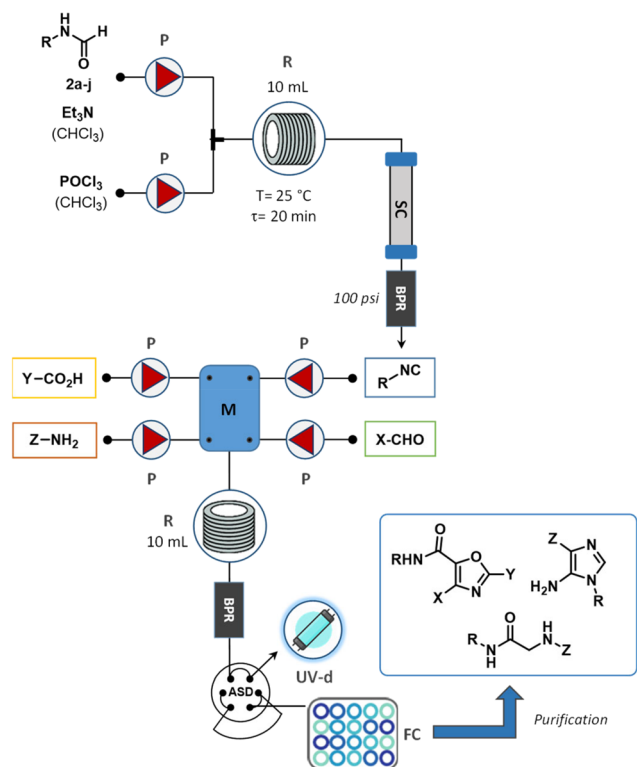 R N H H O
2a-j
Et₃N
(CHCl₃)
P
POCl₃
(CHCl₃)
P
R
10 mL
T= 25 °C
τ= 20 min
SC
100 psi
BPR
Y–CO₂H
P
P
R NC
M
Z–NH₂
P
P
X-CHO
R
10 mL
BPR
UV-d
ASD
FC
O RHN O N Y X
Z N N H₂N R
R N H O H N Z
Purification